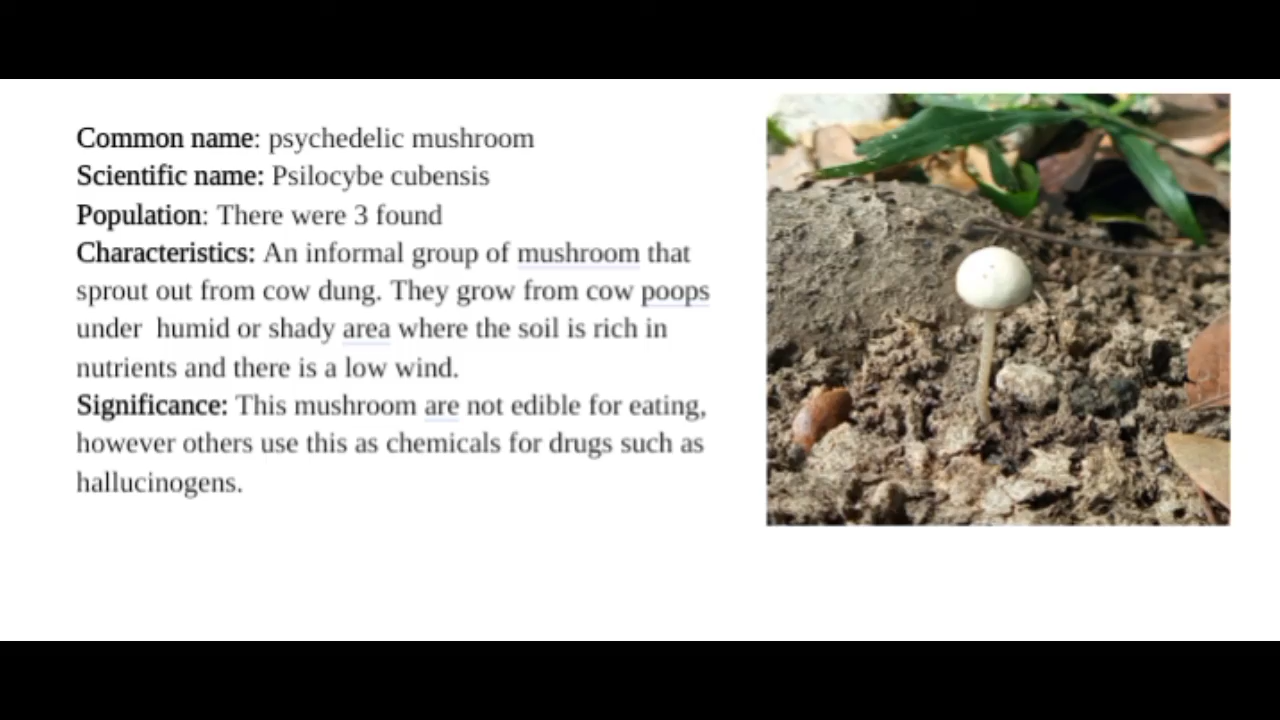 Common name: psychedelic mushroom
Scientific name: Psilocybe cubensis
Population: There were 3 found
Characteristics: An informal group of mushroom that
sprout out from cow dung. They grow from cow poops
under  humid or shady area where the soil is rich in
nutrients and there is a low wind.
Significance: This mushroom are not edible for eating,
however others use this as chemicals for drugs such as
hallucinogens.